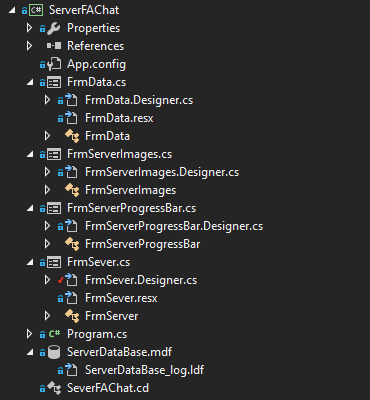 ServerFAChat
Properties
References
App.config
FrmData.cs
FrmData.Designer.cs
FrmData.resx
FrmData
FrmServerImages.cs
FrmServerImages.Designer.cs
FrmServerImages
FrmServerProgressBar.cs
FrmServerProgressBar.Designer.cs
FrmServerProgressBar
FrmSever.cs
FrmSever.Designer.cs
FrmSever.resx
FrmServer
Program.cs
ServerDataBase.mdf
ServerDataBase_log.ldf
SeverFAChat.cd